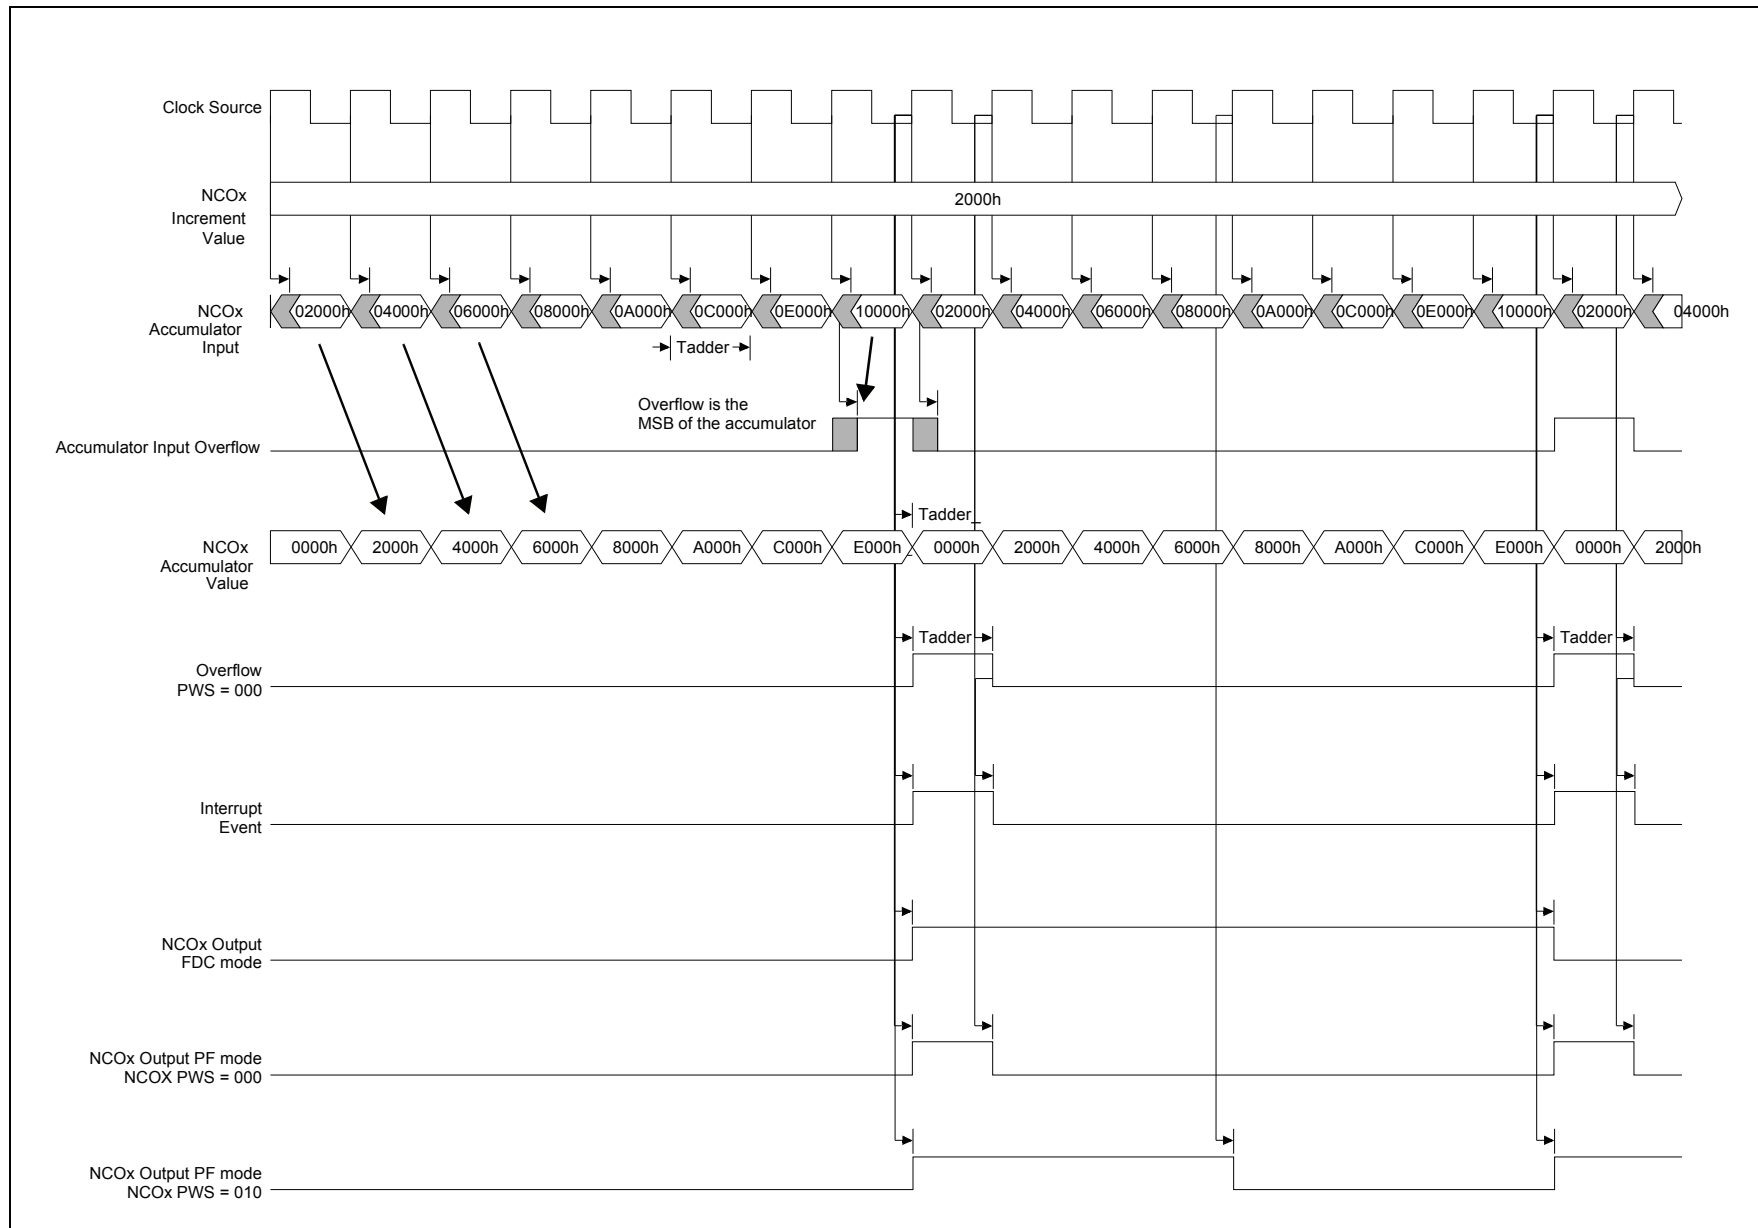 Clock Source
NCOx
Increment
Value
2000h
NCOx
Accumulator
Input
02000h 04000h 06000h 08000h 0A000h 0C000h 0E000h 10000h 02000h 04000h 06000h 08000h 0A000h 0C000h 0E000h 10000h 02000h 04000h
Tadder
Overflow is the
MSB of the accumulator
Accumulator Input Overflow
Tadder_
NCOx
Accumulator
Value
0000h 2000h 4000h 6000h 8000h A000h C000h E000h 0000h 2000h 4000h 6000h 8000h A000h C000h E000h 0000h 2000h
Tadder Tadder
Overflow
PWS = 000
Interrupt
Event
NCOx Output
FDC mode
NCOx Output PF mode
NCOX PWS = 000
NCOx Output PF mode
NCOx PWS = 010